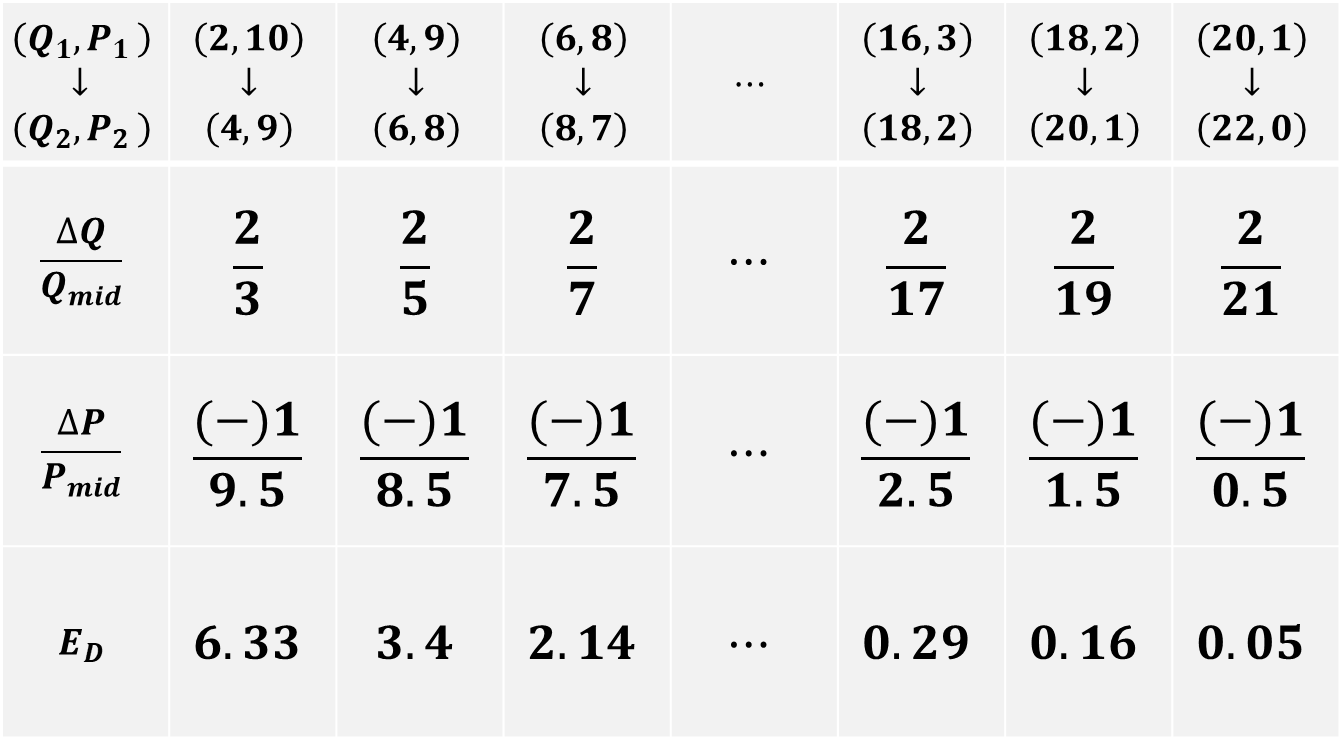 (Q₁, P₁) (2, 10) (4, 9) (6, 8) ... (16, 3) (18, 2) (20, 1)
↓ ↓ ↓ ↓ ↓ ↓ ↓
(Q₂, P₂) (4, 9) (6, 8) (8, 7) (18, 2) (20, 1) (22, 0)
ΔQ 2 2 2 ... 2 2 2
Q_mid 3 5 7 17 19 21
ΔP (−)1 (−)1 (−)1 ... (−)1 (−)1 (−)1
P_mid 9.5 8.5 7.5 2.5 1.5 0.5
E_D 6.33 3.4 2.14 ... 0.29 0.16 0.05